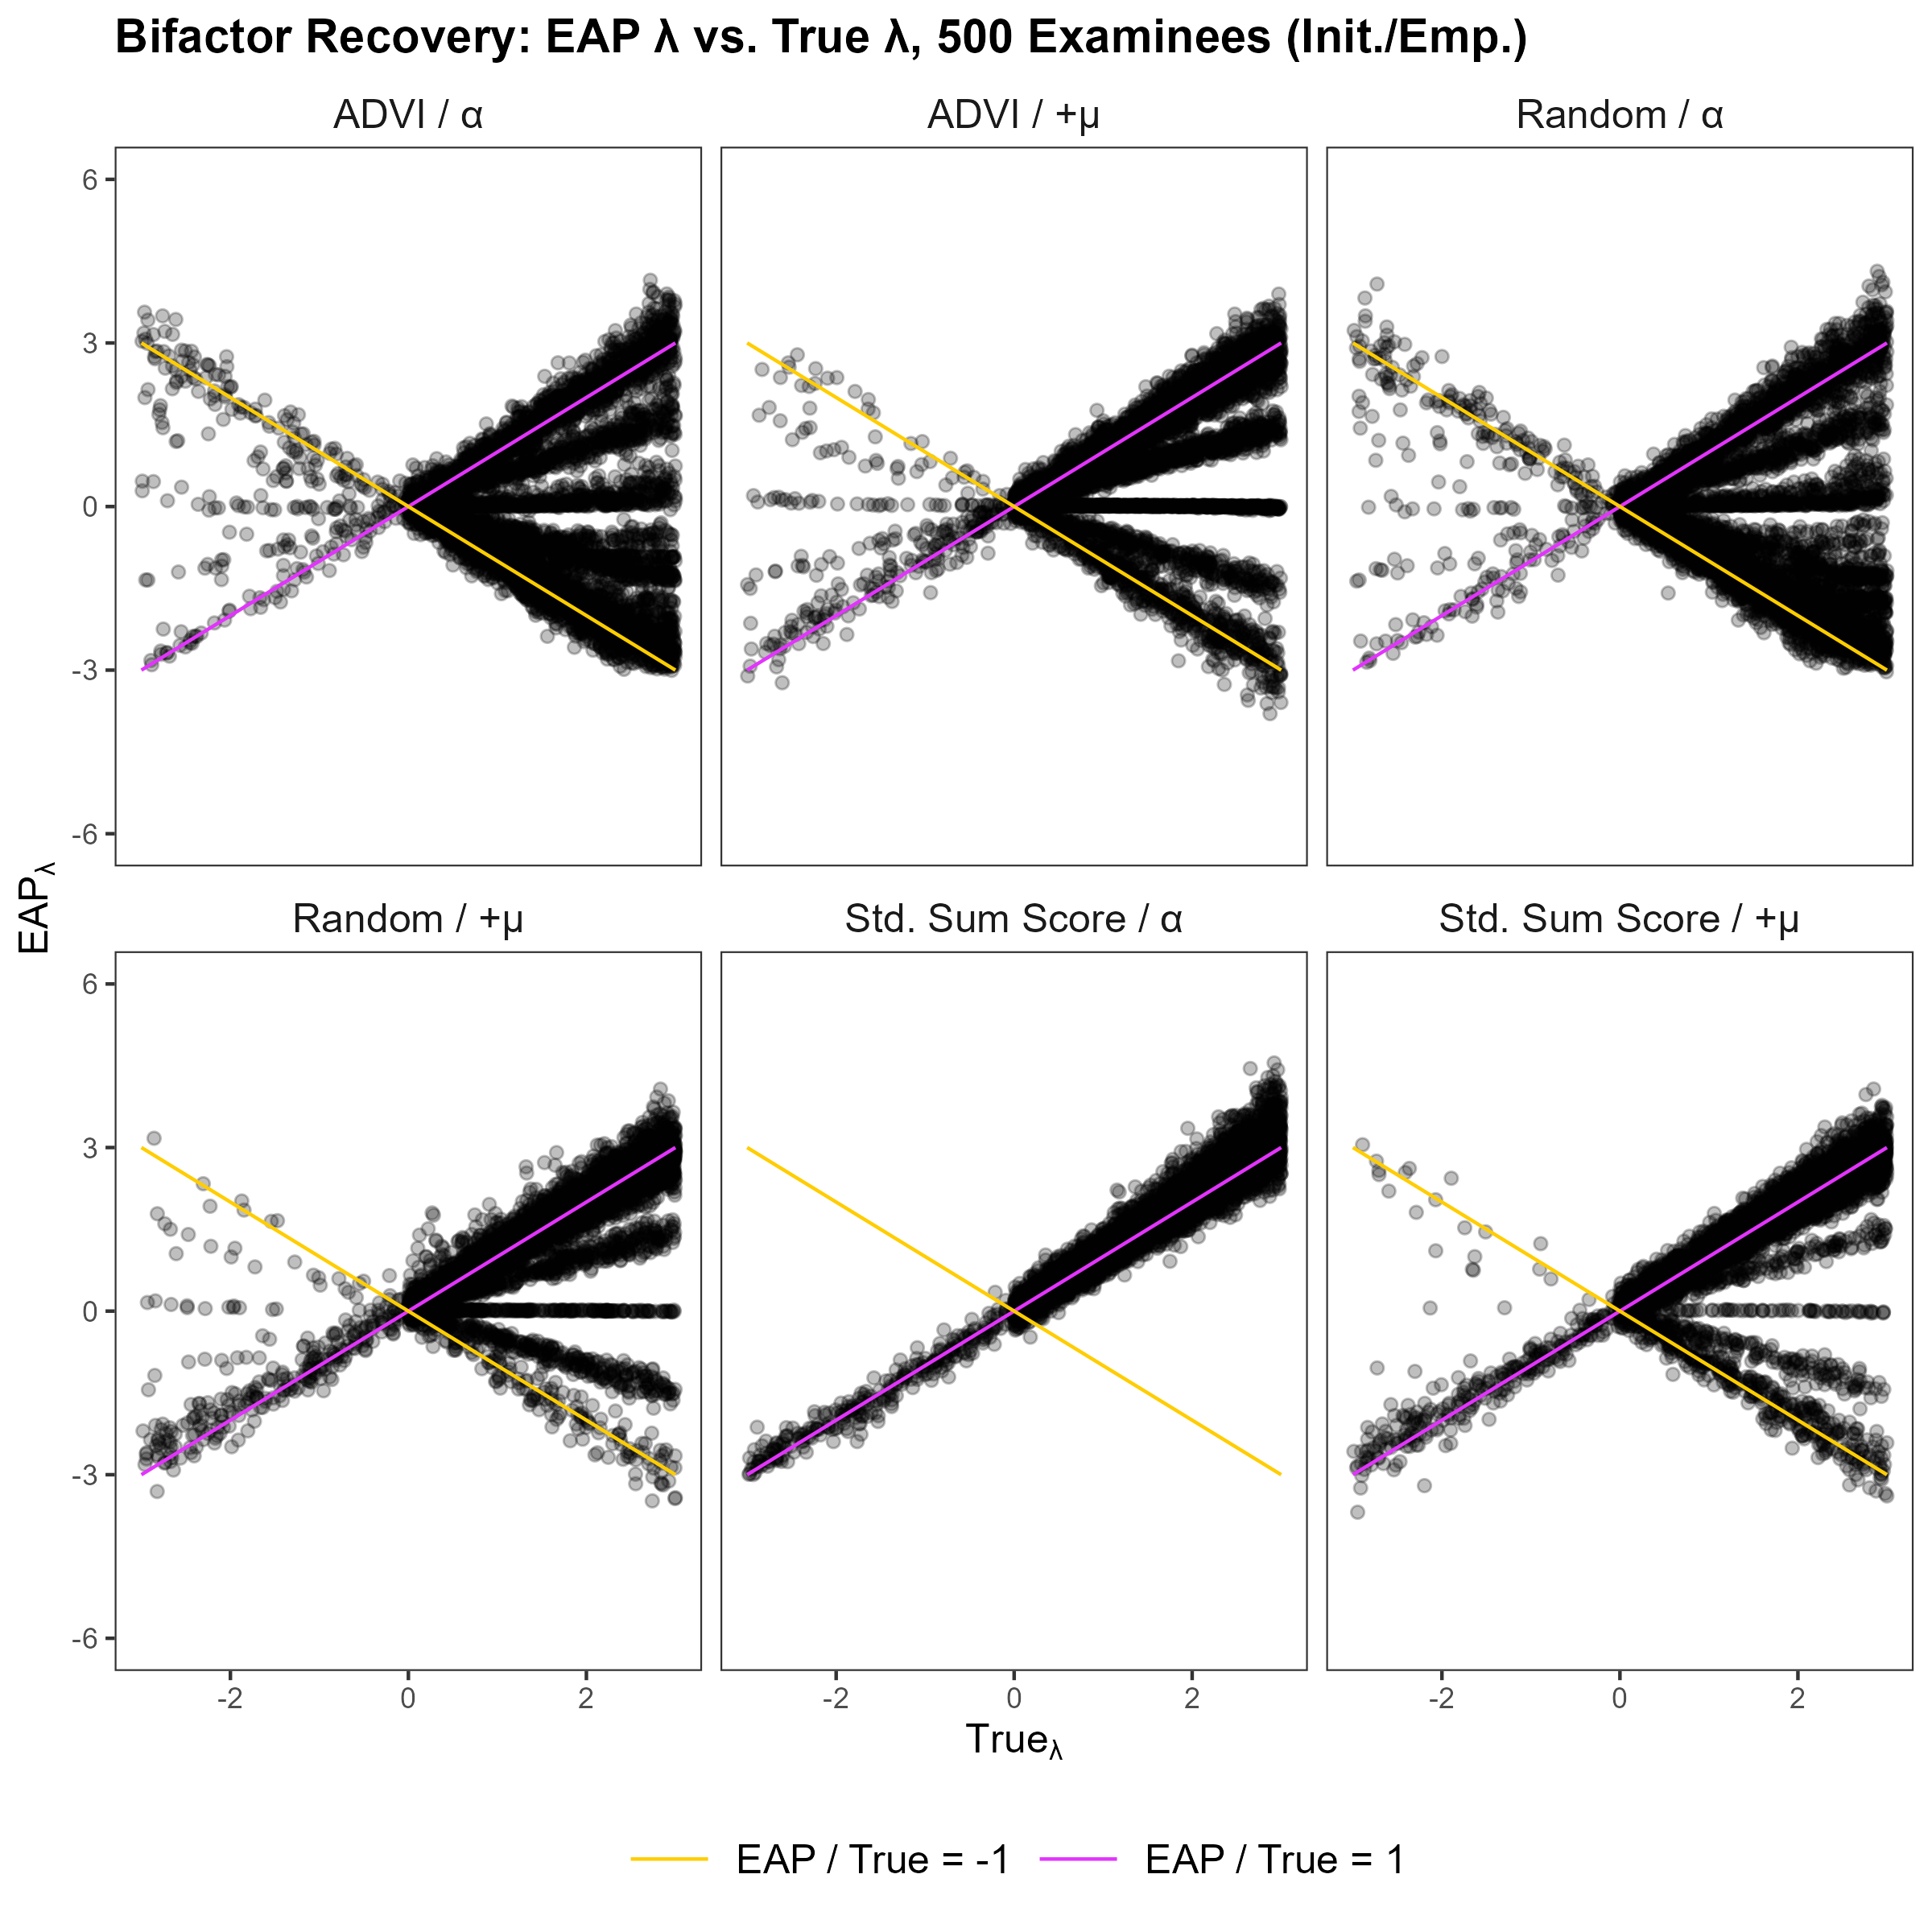 Bifactor Recovery: EAP λ vs. True λ, 500 Examinees (Init./Emp.)
ADVI / α
ADVI / +μ
Random / α
6
3
0
-3
-6
EAPλ
Random / +μ
Std. Sum Score / α
Std. Sum Score / +μ
6
3
0
-3
-6
-2 0 2
-2 0 2
-2 0 2
Trueλ
EAP / True = -1
EAP / True = 1